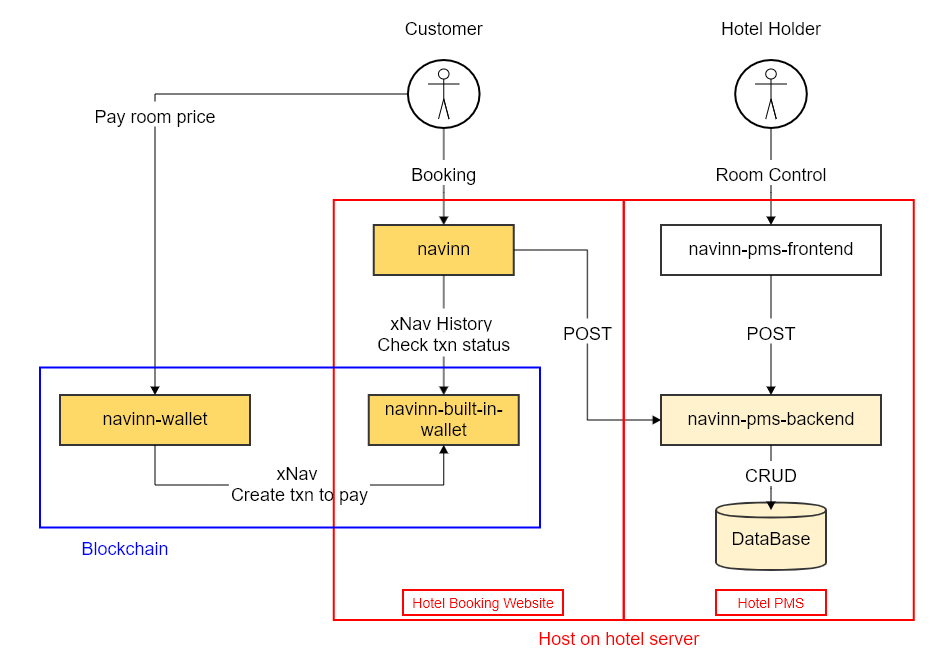 Customer
Hotel Holder
Pay room price
Booking
Room Control
navinn
navinn-pms-frontend
xNav History
Check txn status
POST
POST
navinn-wallet
navinn-built-in-
wallet
navinn-pms-backend
xNav
Create txn to pay
CRUD
DataBase
Blockchain
Hotel Booking Website
Hotel PMS
Host on hotel server